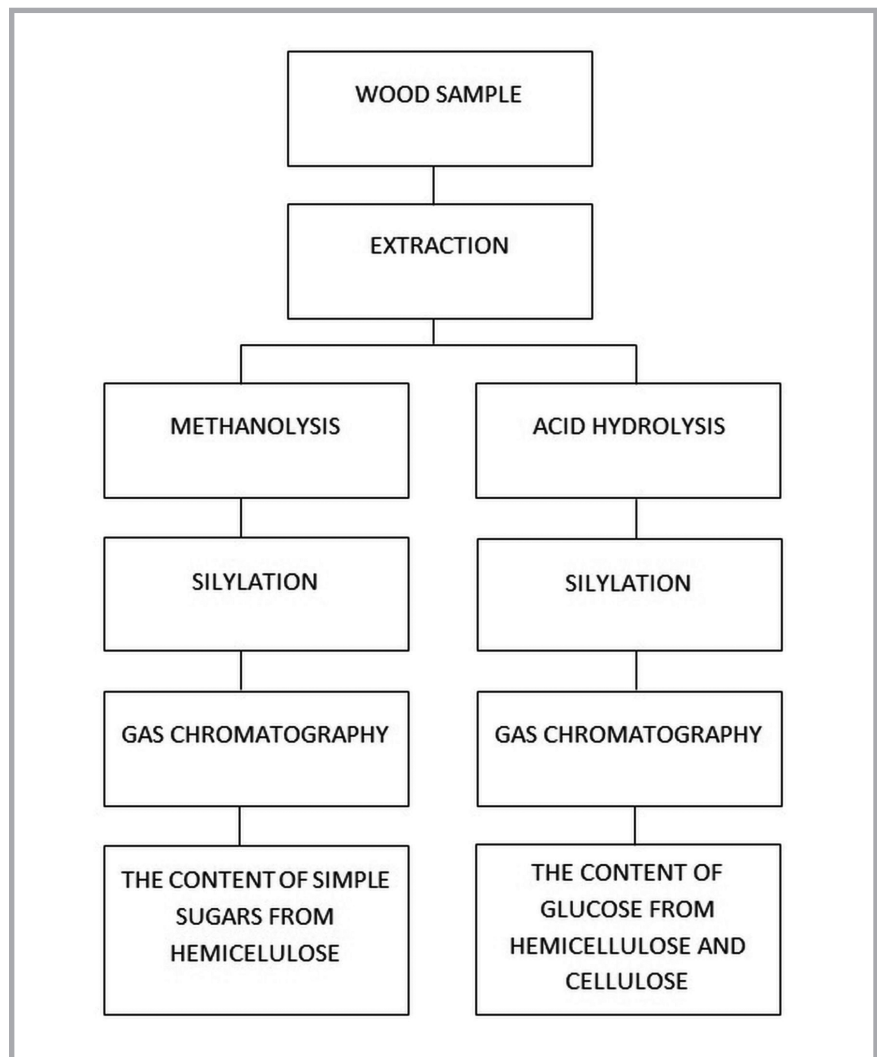 WOOD SAMPLE
EXTRACTION
METHANOLYSIS
ACID HYDROLYSIS
SILYLATION
SILYLATION
GAS CHROMATOGRAPHY
GAS CHROMATOGRAPHY
THE CONTENT OF SIMPLE
SUGARS FROM
HEMICELULOSE
THE CONTENT OF
GLUCOSE FROM
HEMICELLULOSE AND
CELLULOSE